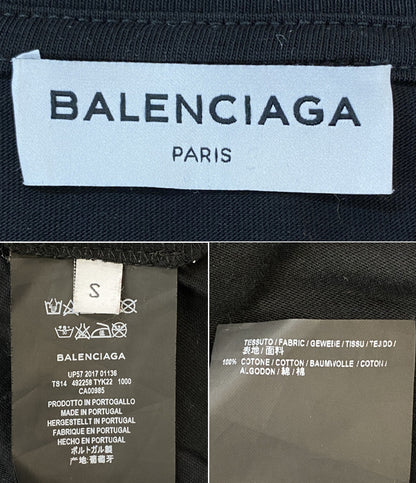 BALENCIAGA
PARIS
S
BALENCIAGA
UP57 2017 01136
TS14 492258 TYK22 1000
CA00985
PRODOTTO IN PORTOGALLO
MADE IN PORTUGAL
HERGESTELLT IN PORTUGAL
FABRIQUE EN PORTUGAL
HECHO EN PORTUGAL
ポルトガル製
产地:葡萄牙
TESSUTO / FABRIC / GEWEBE / TISSU / TEJIDO /
表地 / 面料
100% COTONE / COTTON / BAUMWOLLE / COTON /
ALGODON / 綿 / 棉